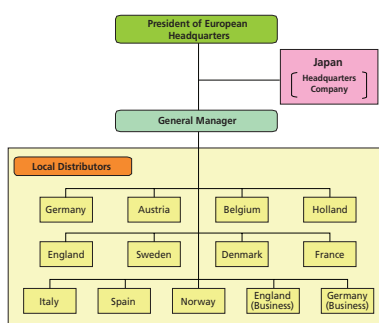 President of European
Headquarters
Japan
Headquarters
Company
General Manager
Local Distributors
Germany
Austria
Belgium
Holland
England
Sweden
Denmark
France
Italy
Spain
Norway
England
(Business)
Germany
(Business)